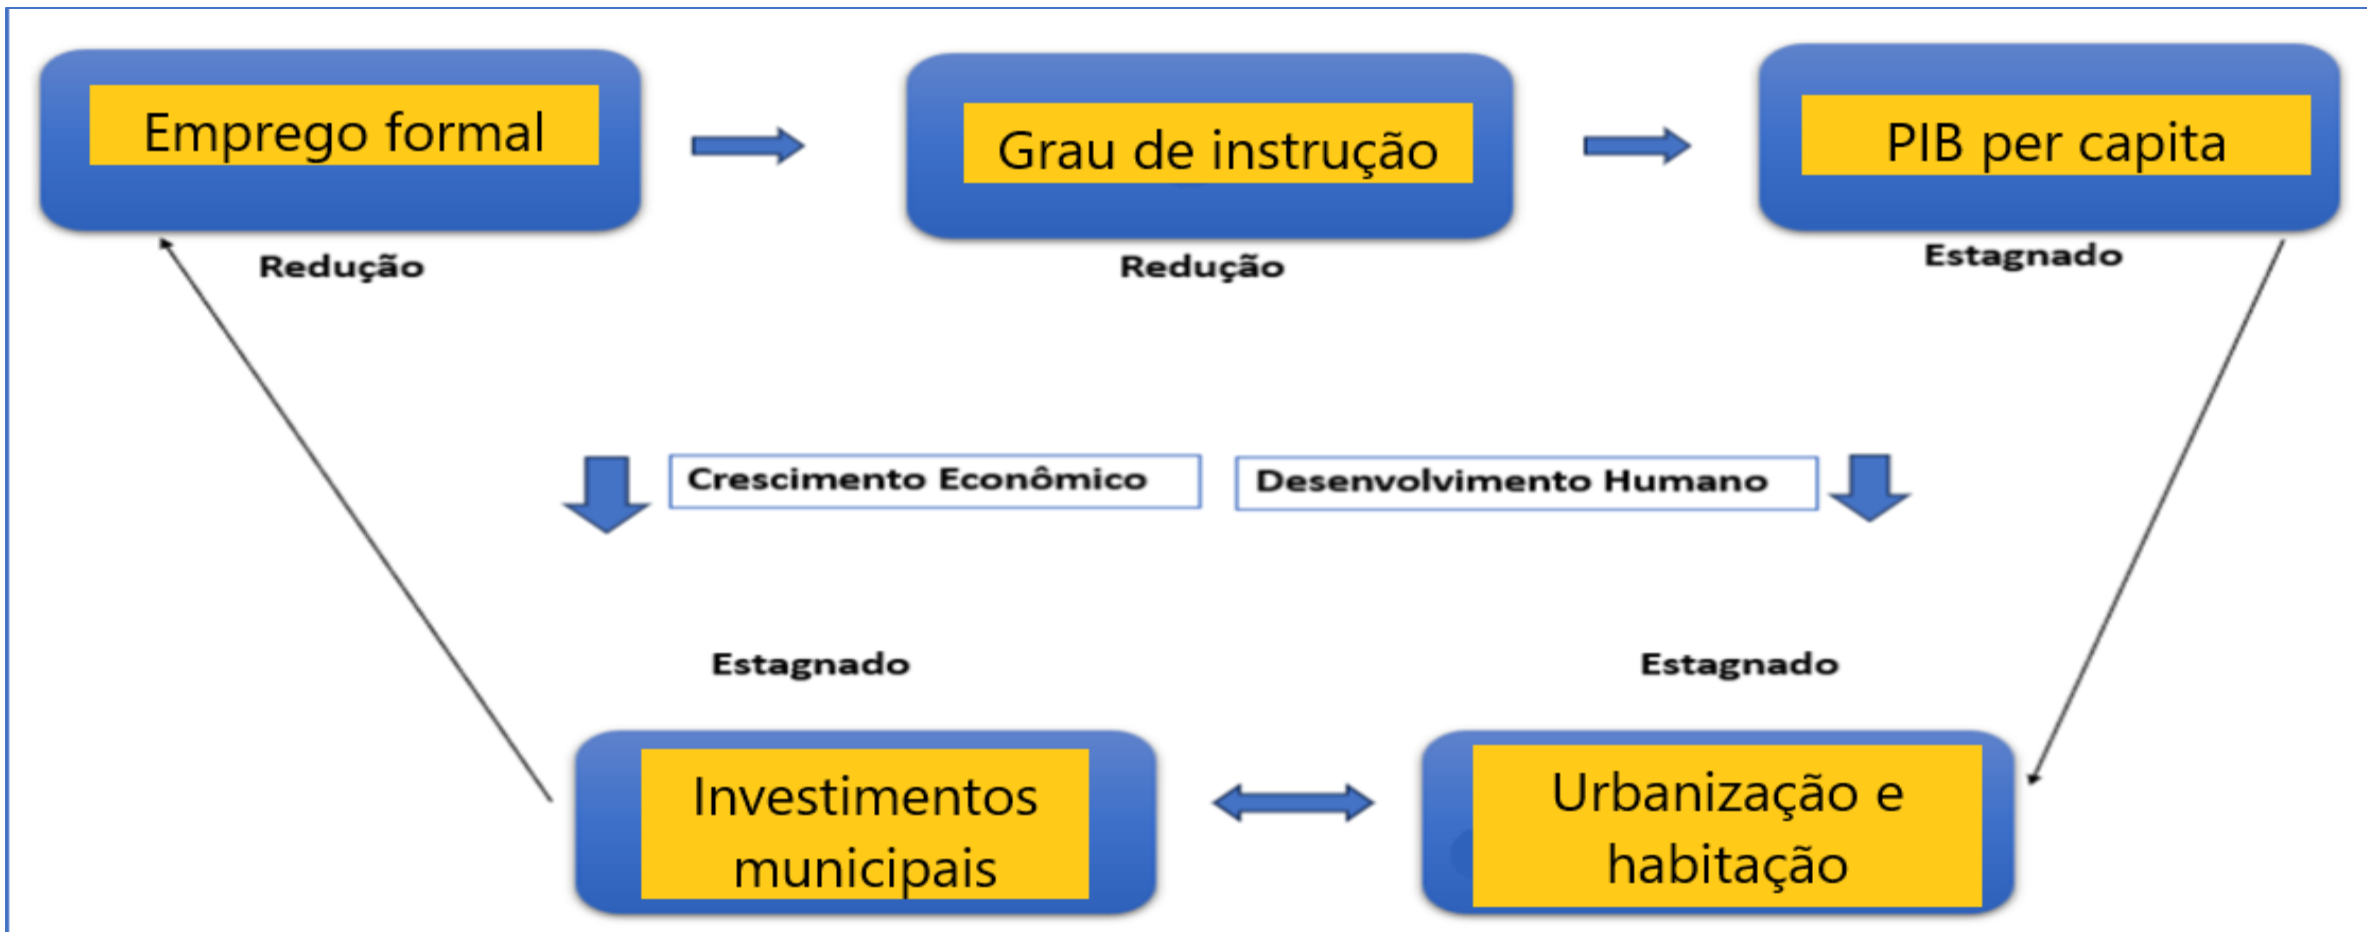 Emprego formal
Grau de instrução
PIB per capita
Redução
Redução
Estagnado
Crescimento Econômico
Desenvolvimento Humano
Estagnado
Estagnado
Investimentos
municipais
Urbanização e
habitação